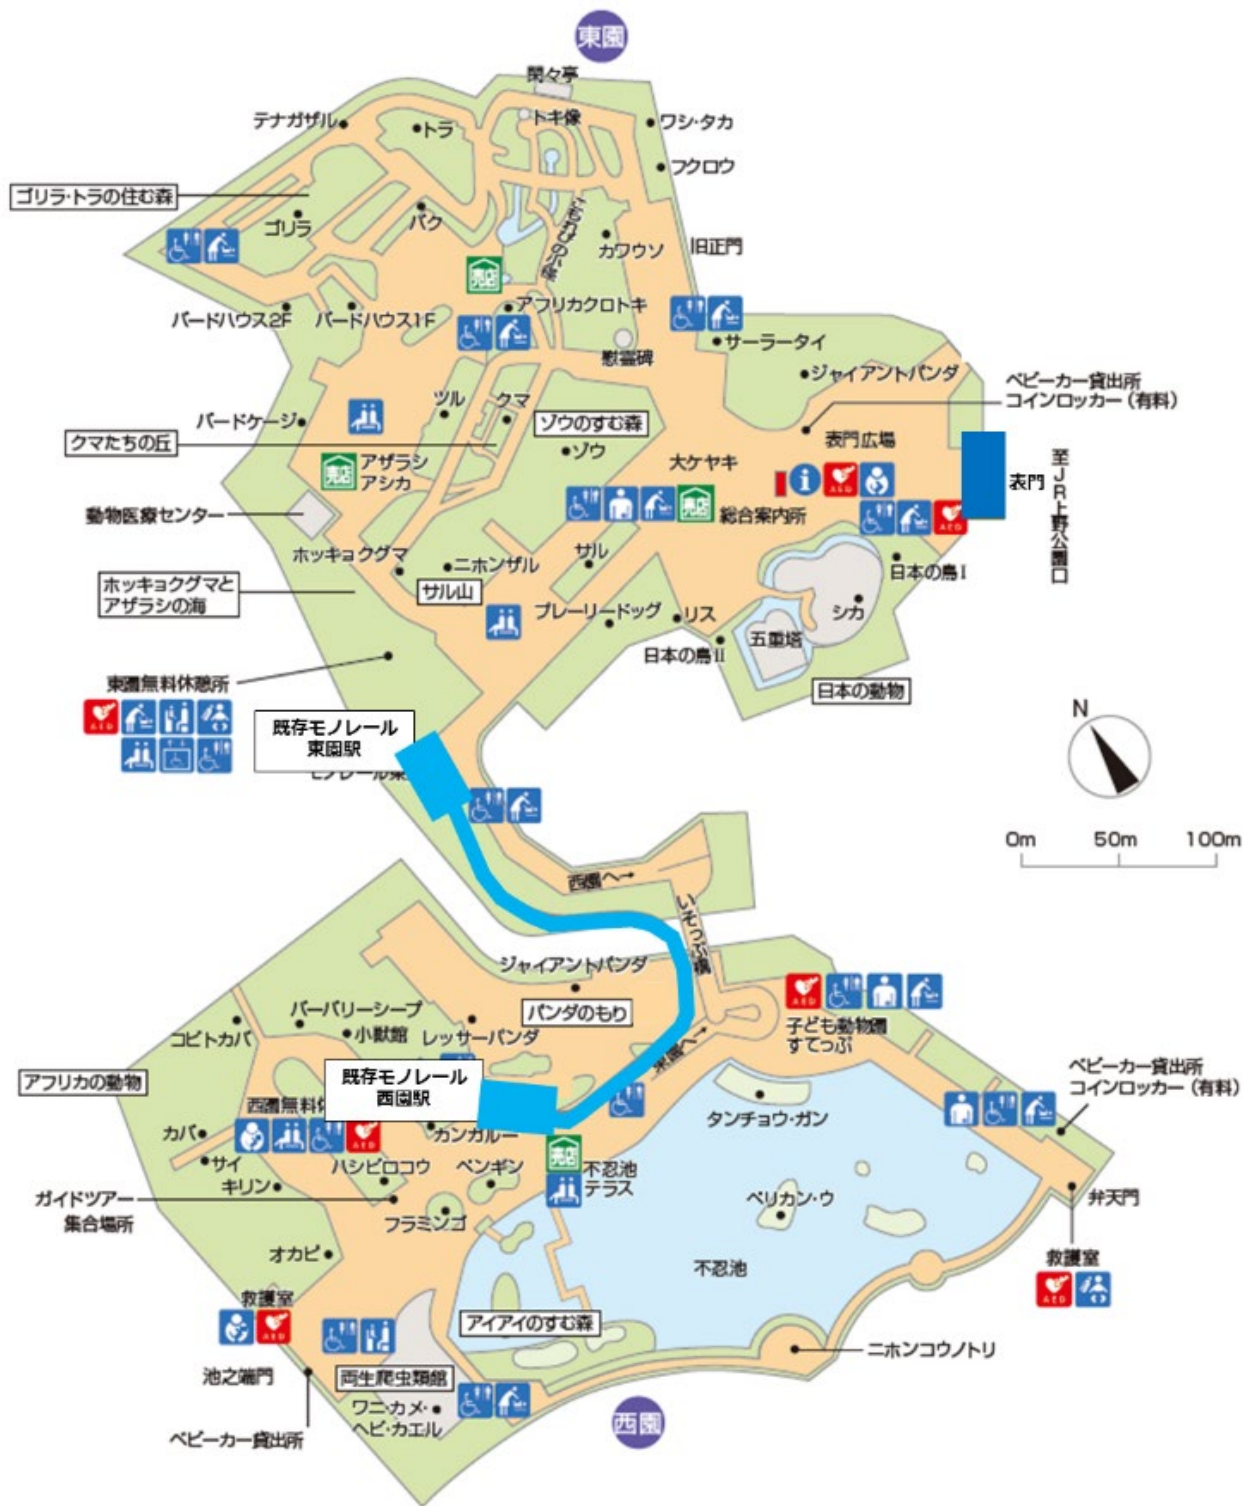 東園
閑々亭
トキ像
テナガザル
トラ
ワシ・タカ
フクロウ
ゴリラ・トラの住む森
ゴリラ
バク
こもれびの小径
カワウソ
旧正門
売店
バードハウス2F
バードハウス1F
アフリカクロトキ
慰霊碑
サーラータイ
ジャイアントパンダ
ベビーカー貸出所
コインロッカー(有料)
ツル
クマ
ゾウのすむ森
バードケージ
クマたちの丘
ゾウ
大ケヤキ
表門広場
売店
アザラシ
アシカ
i
AED
表門
至JR上野公園口
動物医療センター
売店
総合案内所
AED
ホッキョクグマ
ニホンザル
サル
日本の鳥I
ホッキョクグマと
アザラシの海
サル山
プレーリードッグ
リス
シカ
五重塔
日本の鳥II
日本の動物
東園無料休憩所
AED
既存モノレール
東園駅
N
0m
50m
100m
西園へ→
いそっぷ橋
ジャイアントパンダ
パンダのもり
AED
子ども動物園
すてっぷ
バーバリーシープ
コビトカバ
小獣館
レッサーパンダ
東園へ→
アフリカの動物
既存モノレール
西園駅
ベビーカー貸出所
コインロッカー(有料)
西園無料休
AED
カバ
カンガルー
タンチョウ・ガン
サイ
ハシビロコウ
ペンギン
売店
不忍池
テラス
キリン
ガイドツアー
集合場所
フラミンゴ
ペリカン・ウ
弁天門
オカピ
不忍池
救護室
AED
救護室
AED
アイアイのすむ森
池之端門
両生爬虫類館
ニホンコウノトリ
ワニ・カメ・
ヘビ・カエル
ベビーカー貸出所
西園